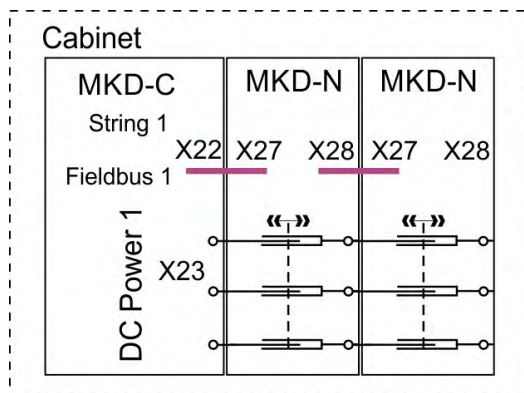 Cabinet
MKD-C MKD-N MKD-N
String 1
X22 X27 X28 X27 X28
Fieldbus 1
DC Power 1
X23